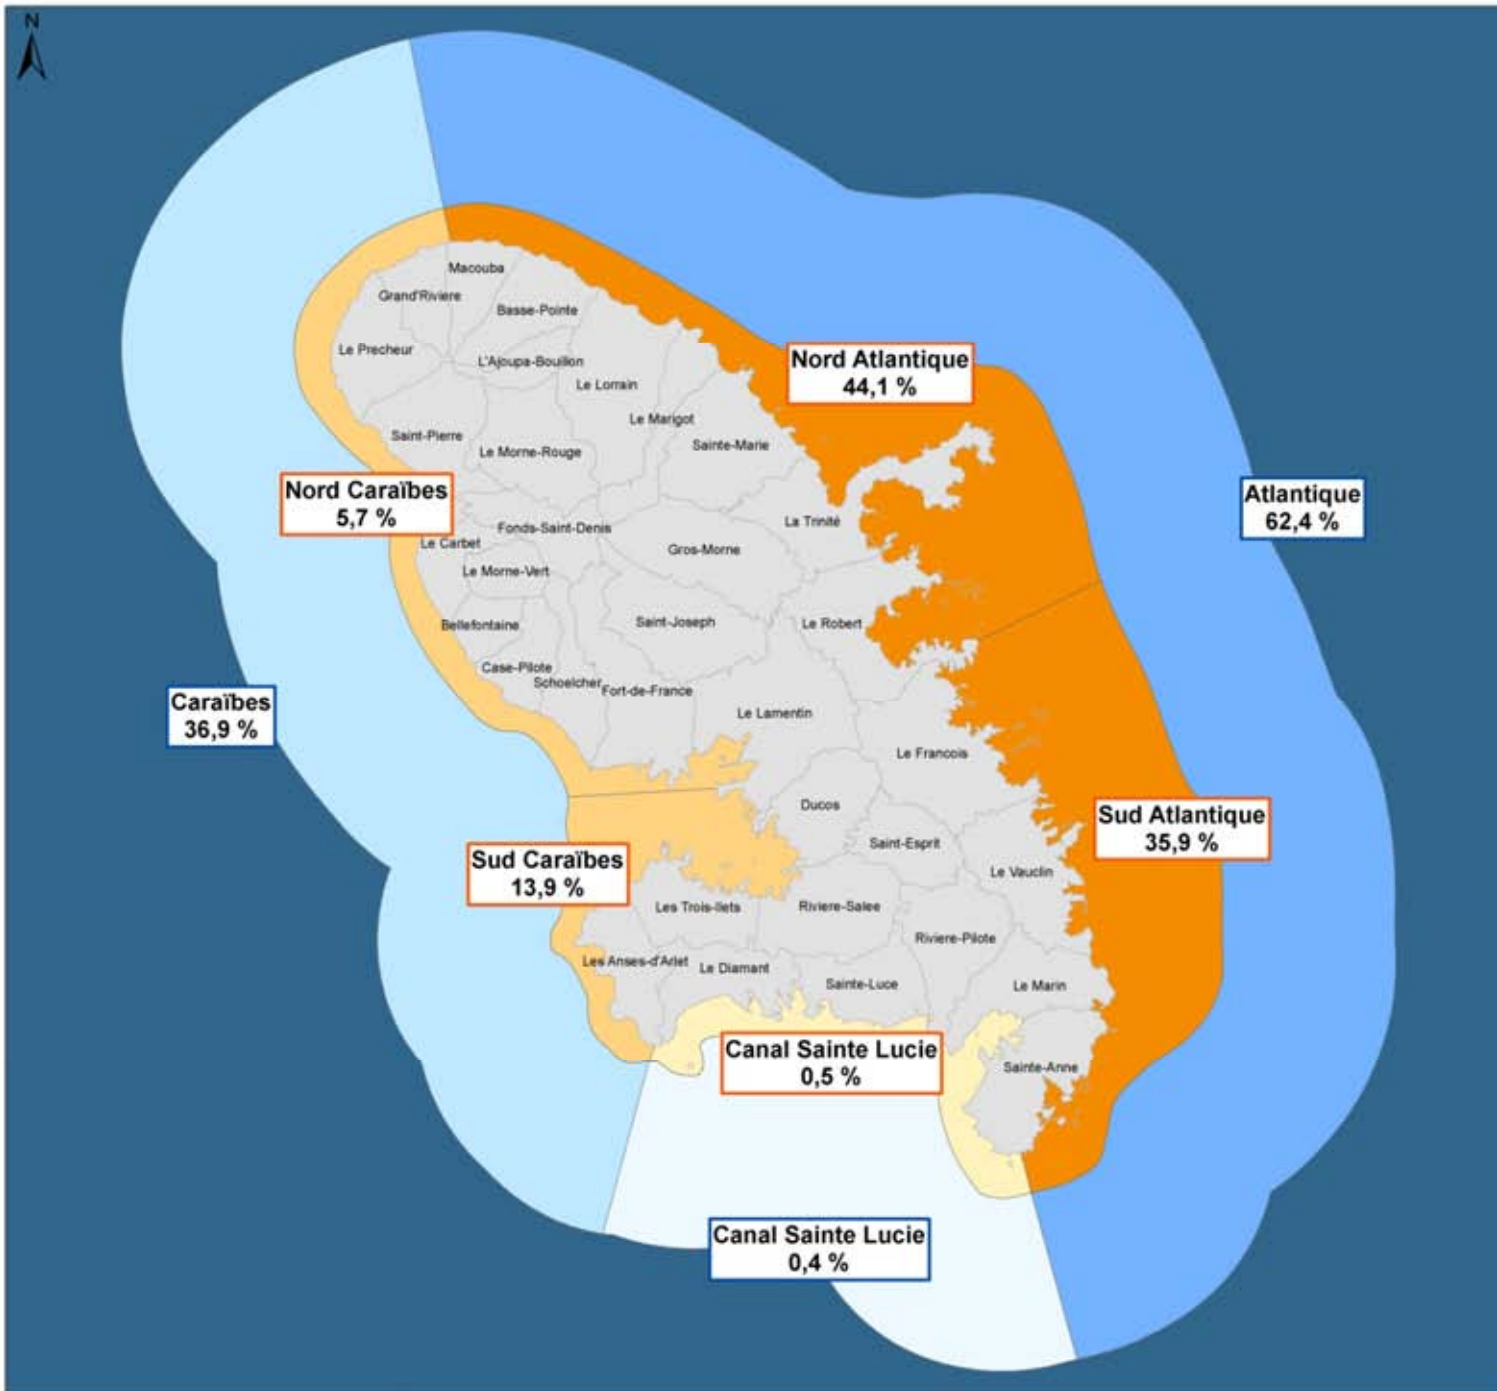 N
Macouba
Grand'Riviere
Basse-Pointe
Le Precheur
L'Ajoupa-Bouillon
Nord Atlantique
44,1 %
Le Lorrain
Le Marigot
Saint-Pierre
Le Morne-Rouge
Sainte-Marie
Nord Caraïbes
5,7 %
Atlantique
62,4 %
Fonds-Saint-Denis
La Trinité
Le Carbet
Gros-Morne
Le Morne-Vert
Bellefontaine
Saint-Joseph
Le Robert
Case-Pilote
Schoelcher
Fort-de-France
Caraïbes
36,9 %
Le Lamentin
Le Francois
Ducos
Sud Atlantique
35,9 %
Saint-Esprit
Sud Caraïbes
13,9 %
Le Vauclin
Les Trois-Ilets
Riviere-Salee
Riviere-Pilote
Les Anses-d'Arlet
Le Diamant
Sainte-Luce
Le Marin
Canal Sainte Lucie
0,5 %
Sainte-Anne
Canal Sainte Lucie
0,4 %